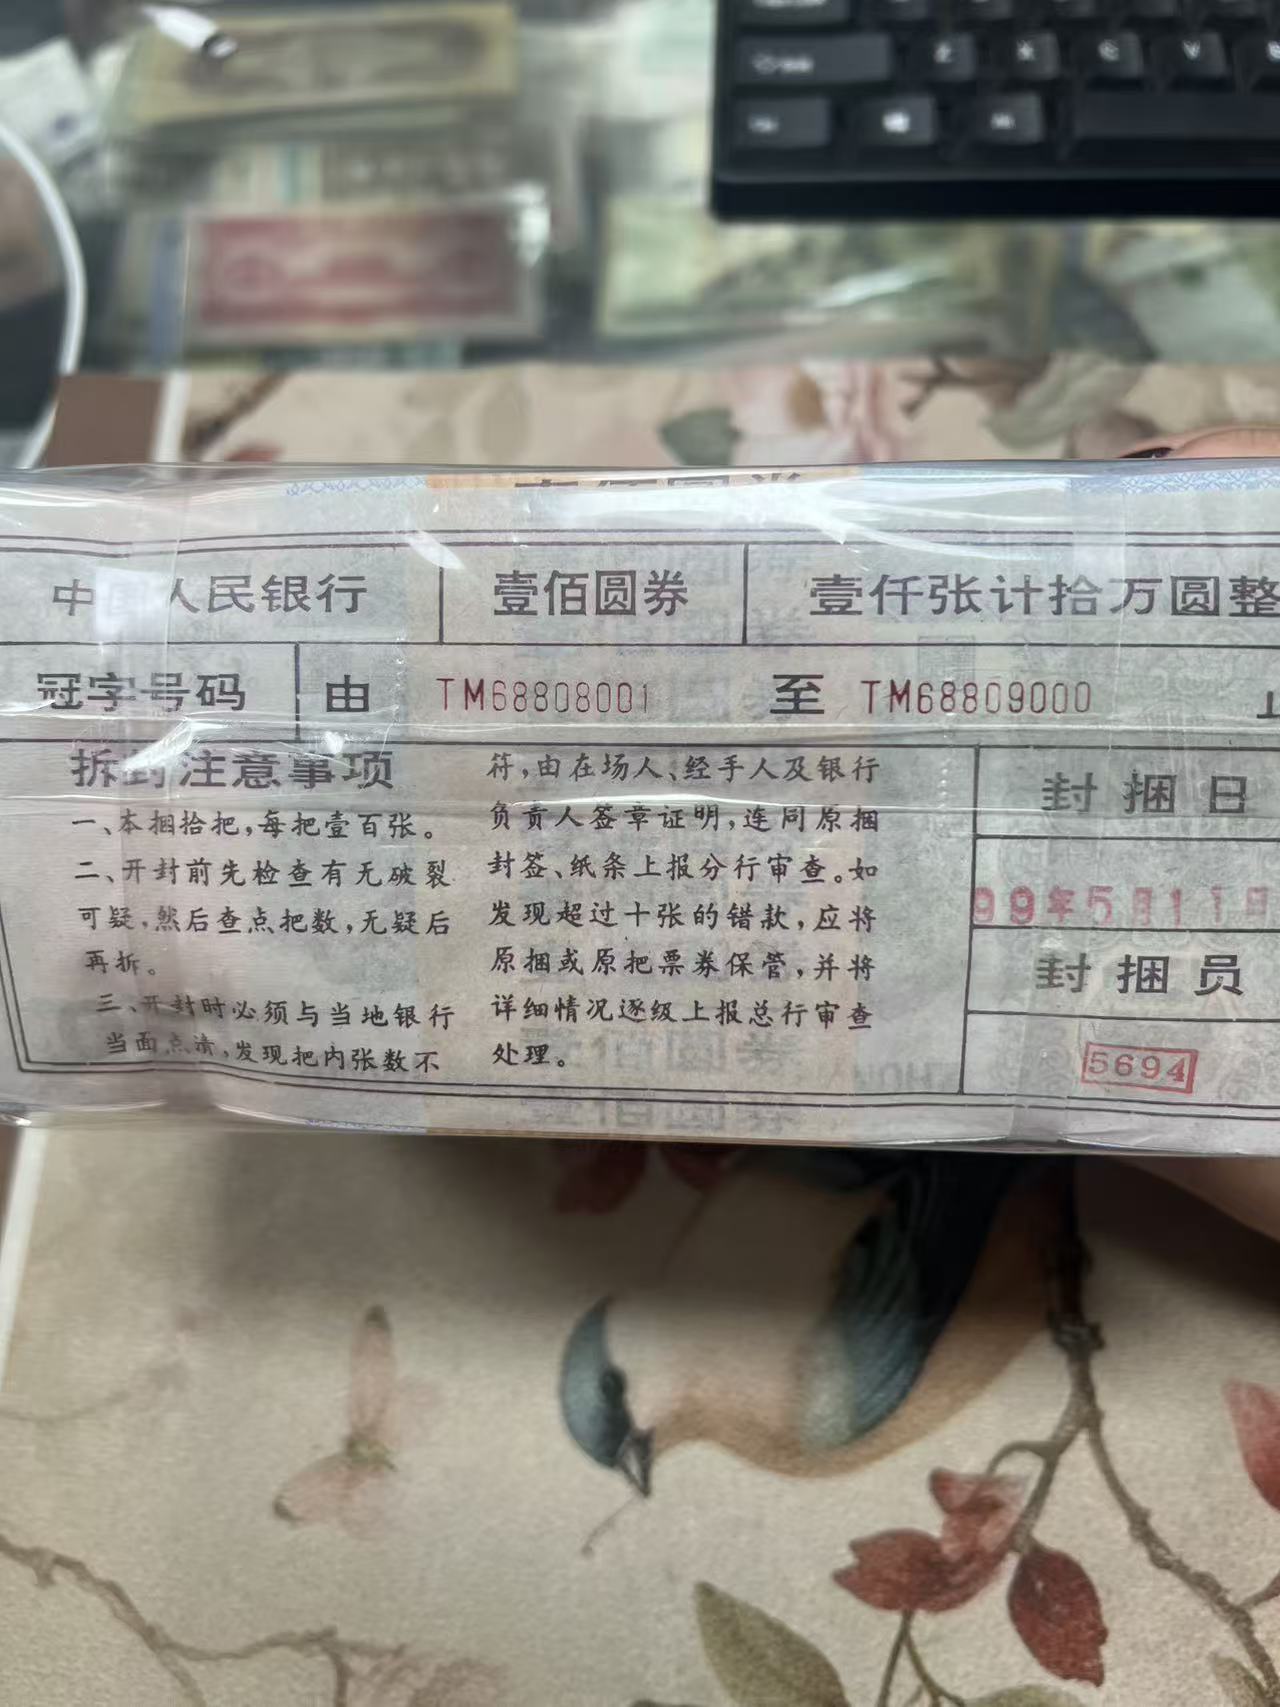 中 人民银行
壹佰圆券
壹仟张计拾万圆整
冠字号码
由
TM68808001
至
TM68809000
拆封注意事项
一、本捆拾把，每把壹百张。
二、开封前先检查有无破裂
可疑，然后查点把数，无疑后
再拆。
三、开封时必须与当地银行
当面点清，发现把内张数不
符，由在场人、经手人及银行
负责人签章证明，连同原捆
封签、纸条上报分行审查。如
发现超过十张的错款，应将
原捆或原把票券保管，并将
详细情况逐级上报总行审查
处理。
封捆日
99年5月11日
封捆员
5694